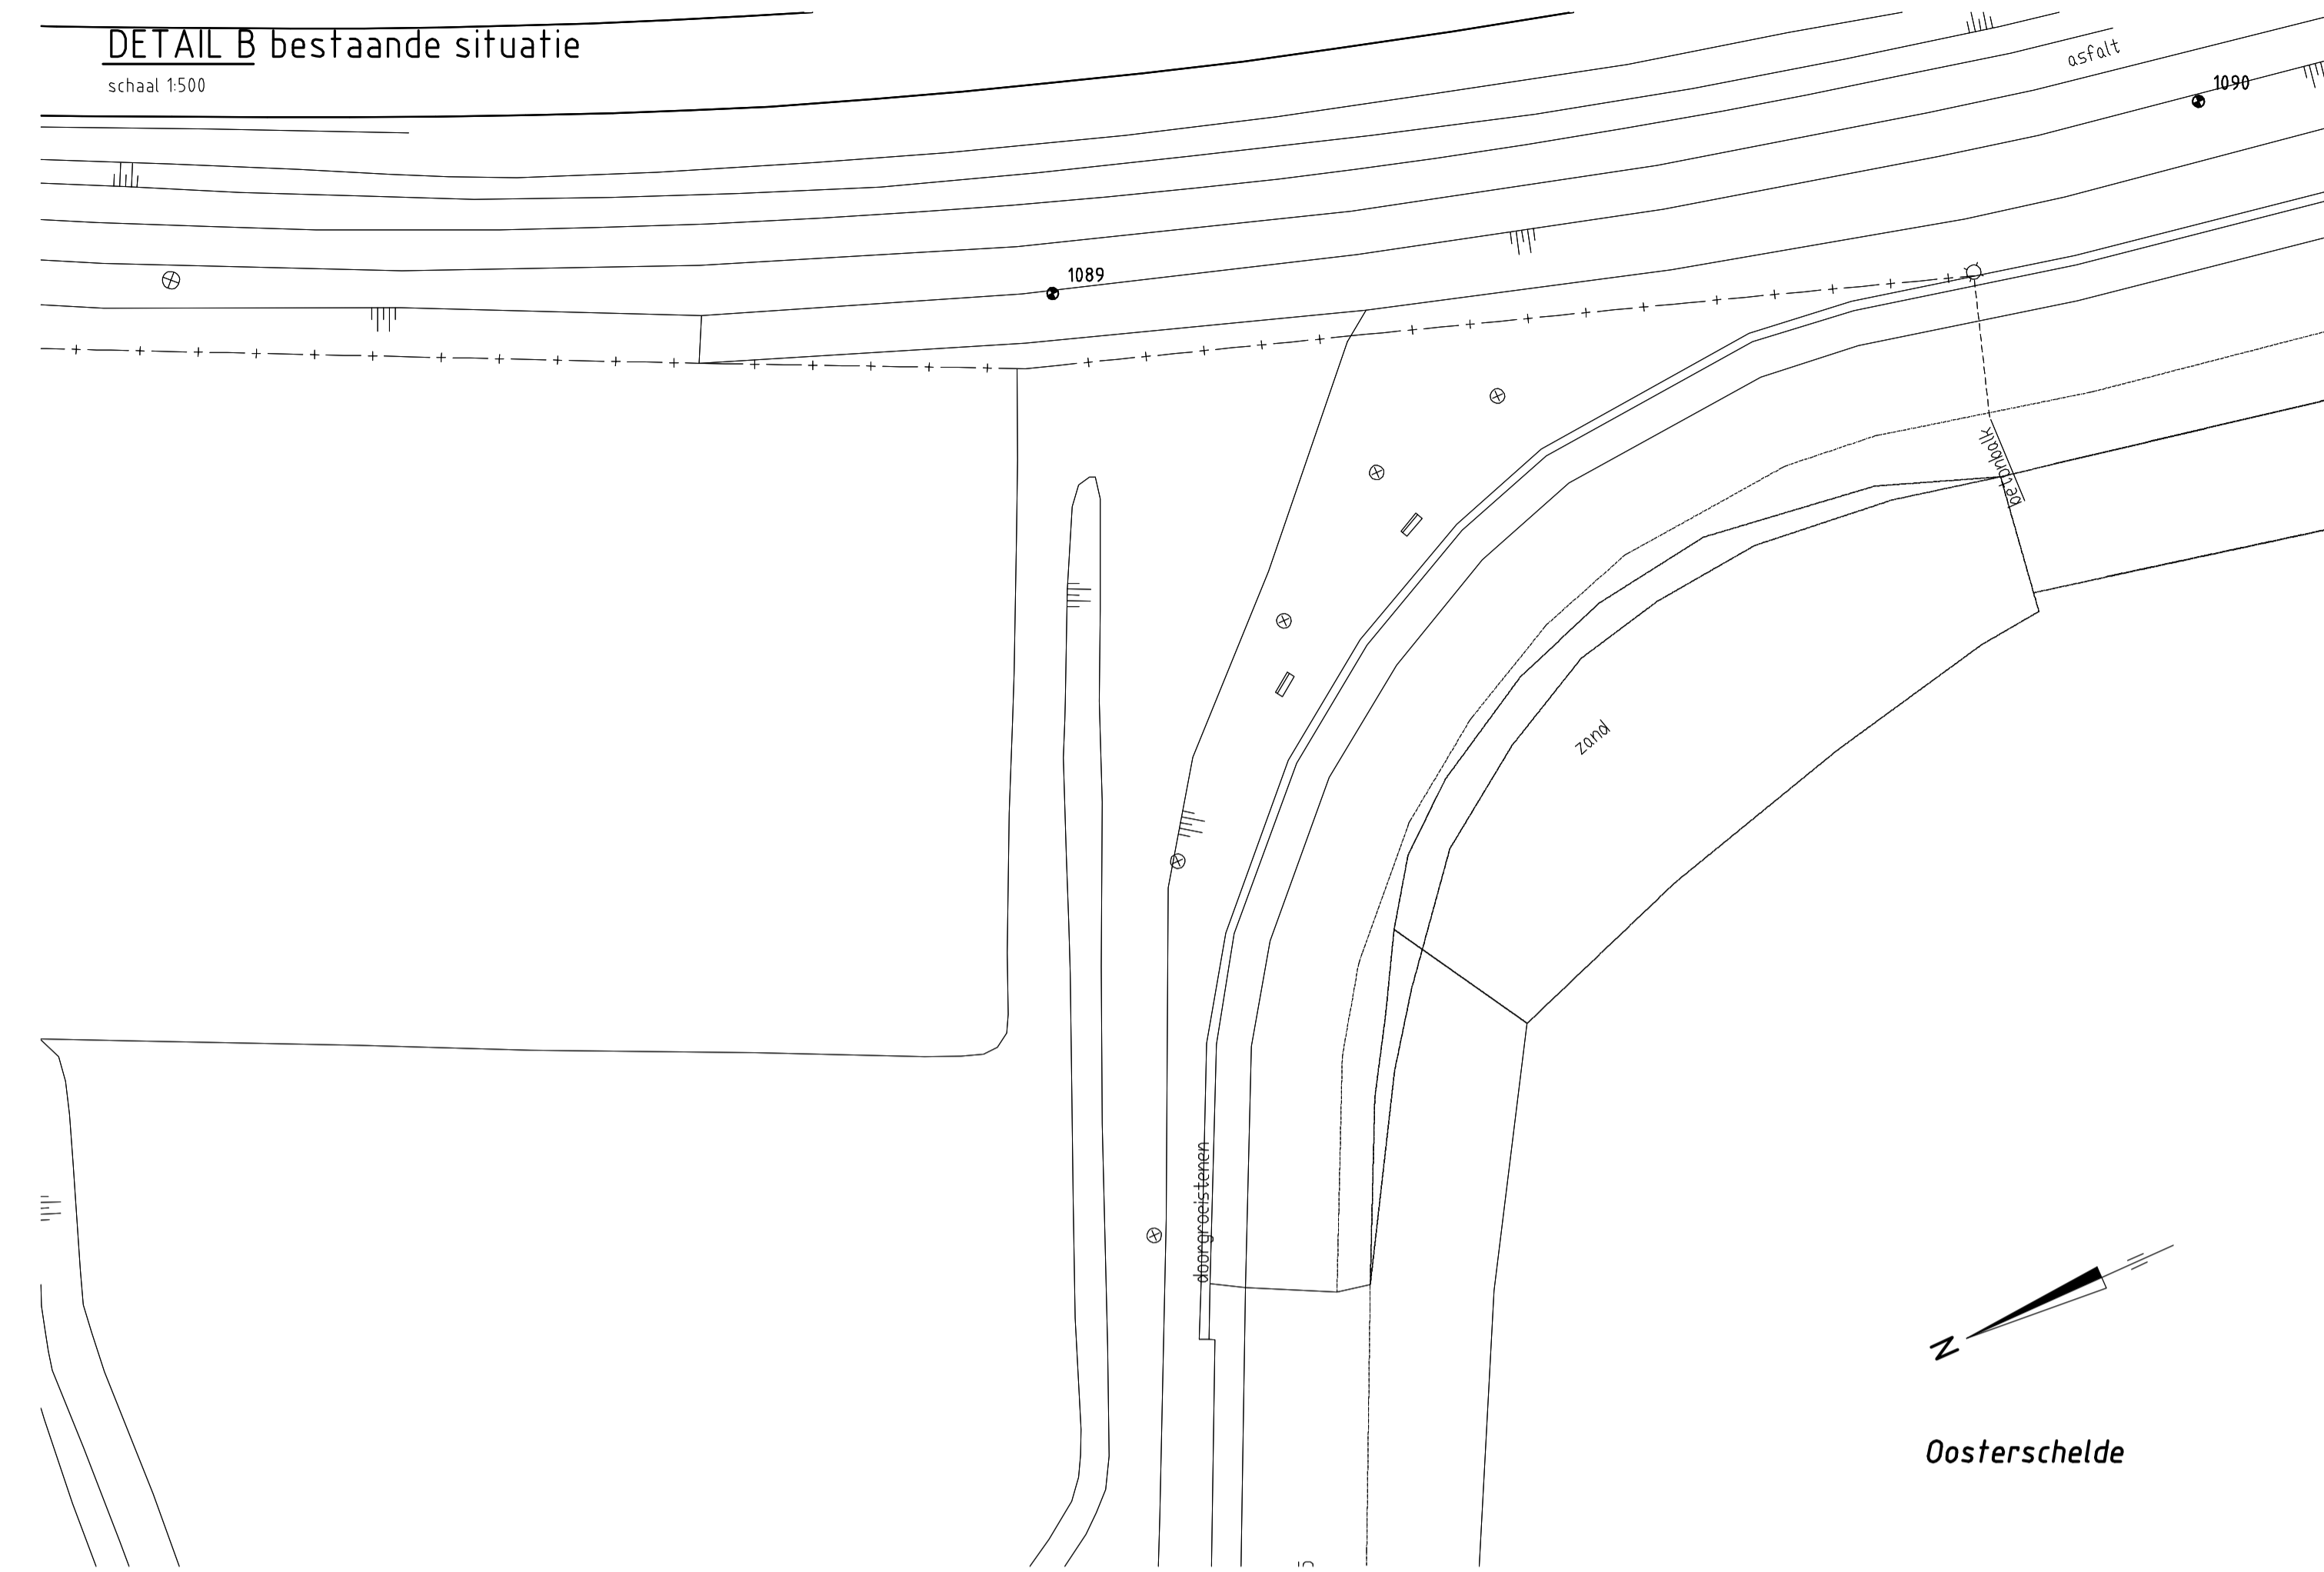 DETAIL B bestaande situatie
schaal 1:500
asfalt
1090
1089
betonbalk
zand
doorgroeistenen
N
Oosterschelde